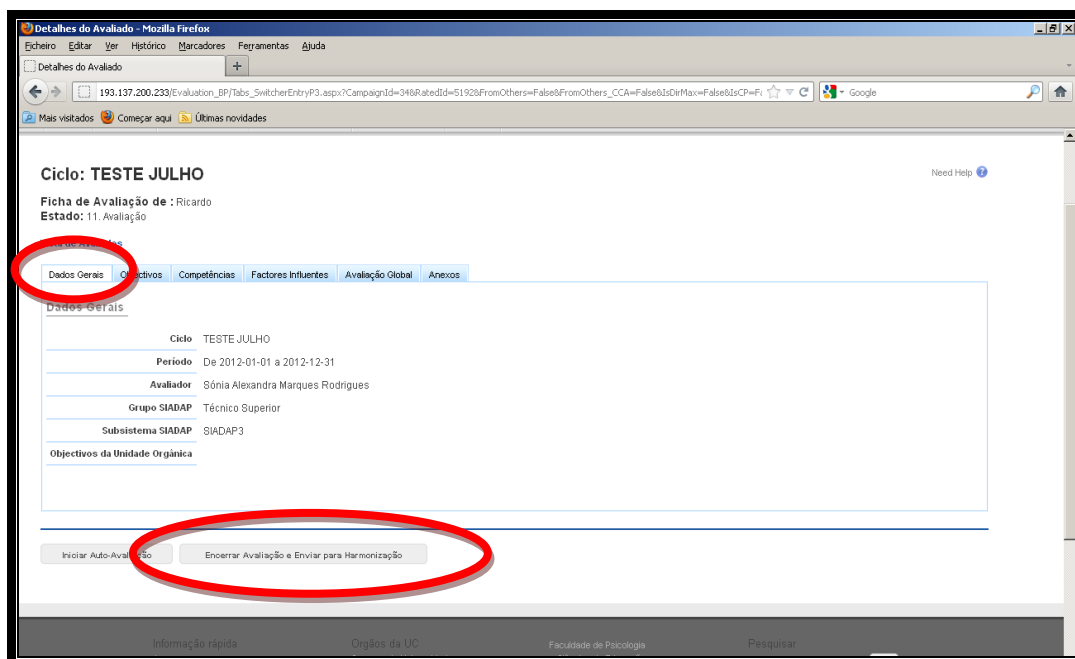 Detalhes do Avaliado - Mozilla Firefox
Ficheiro Editar Ver Histórico Marcadores Ferramentas Ajuda
Detalhes do Avaliado +
193.137.200.233/Evaluation_BP/Tabs_SwitcherEntryP3.aspx?CampaignId=34&RatedId=5192&FromOthers=False&FromOthers_CCA=False&IsDirMax=False&IsCP=F Google
Mais visitados Começar aqui Últimas novidades
Ciclo: TESTE JULHO
Need Help ?
Ficha de Avaliação de : Ricardo
Estado: 11. Avaliação
Dados Gerais Objectivos Competências Factores Influentes Avaliação Global Anexos
Dados Gerais
Ciclo TESTE JULHO
Período De 2012-01-01 a 2012-12-31
Avaliador Sónia Alexandra Marques Rodrigues
Grupo SIADAP Técnico Superior
Subsistema SIADAP SIADAP3
Objectivos da Unidade Orgânica
Iniciar Auto-Avaliação Encerrar Avaliação e Enviar para Harmonização
Informação rápida Orgãos da UC Faculdade de Psicologia Pesquisar